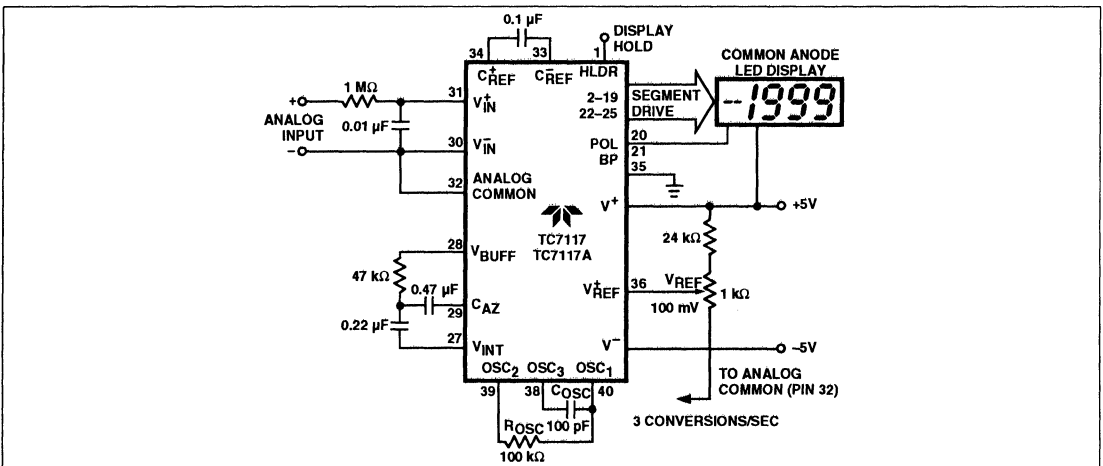 0.1 µF
34
33
1
DISPLAY
HOLD
C+REF
C–REF
HLDR
COMMON ANODE
LED DISPLAY
–1999
1 MΩ
+
31
V+IN
ANALOG
INPUT
0.01 µF
–
30
V–IN
32
ANALOG
COMMON
2–19
22–25
SEGMENT
DRIVE
POL
20
BP
21
35
V+
+5V
TC7117
TC7117A
24 kΩ
28
VBUFF
47 kΩ
0.47 µF
CAZ
29
0.22 µF
27
VINT
V+REF
36
VREF
100 mV
1 kΩ
V–
–5V
OSC2
OSC3
OSC1
39
38
COSC
40
100 pF
ROSC
100 kΩ
TO ANALOG
COMMON (PIN 32)
3 CONVERSIONS/SEC